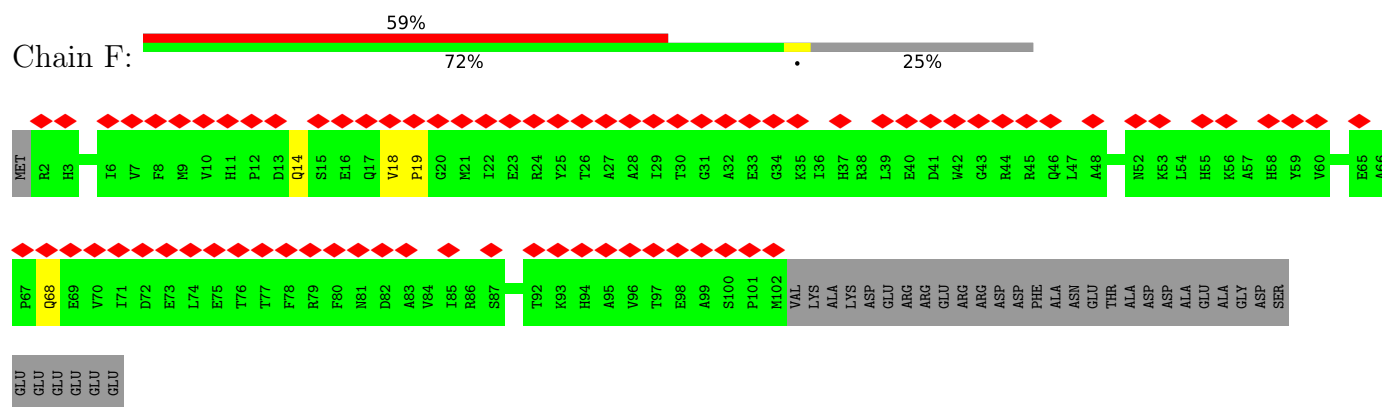 59%
Chain F:
72% • 25%
MET R2 H3 I6 V7 F8 M9 V10 H11 P12 D13 Q14 S15 E16 Q17 V18 P19 G20 M21 I22 E23 R24 Y25 T26 A27 A28 I29 T30 G31 A32 E33 G34 K35 I36 H37 R38 L39 E40 D41 W42 G43 R44 R45 Q46 L47 A48 N52 K53 L54 H55 K56 A57 H58 Y59 V60 E65 A66
P67 Q68 E69 V70 I71 D72 E73 L74 E75 T76 T77 F78 R79 F80 N81 D82 A83 V84 I85 R86 S87 T92 K93 H94 A95 V96 T97 E98 A99 S100 P101 M102 VAL LYS ALA LYS ASP GLU ARG ARG GLU ARG ARG ASP ASP PHE ALA ASN GLU THR ALA ASP ASP ALA GLU ALA GLY ASP SER
GLU GLU GLU GLU GLU GLU